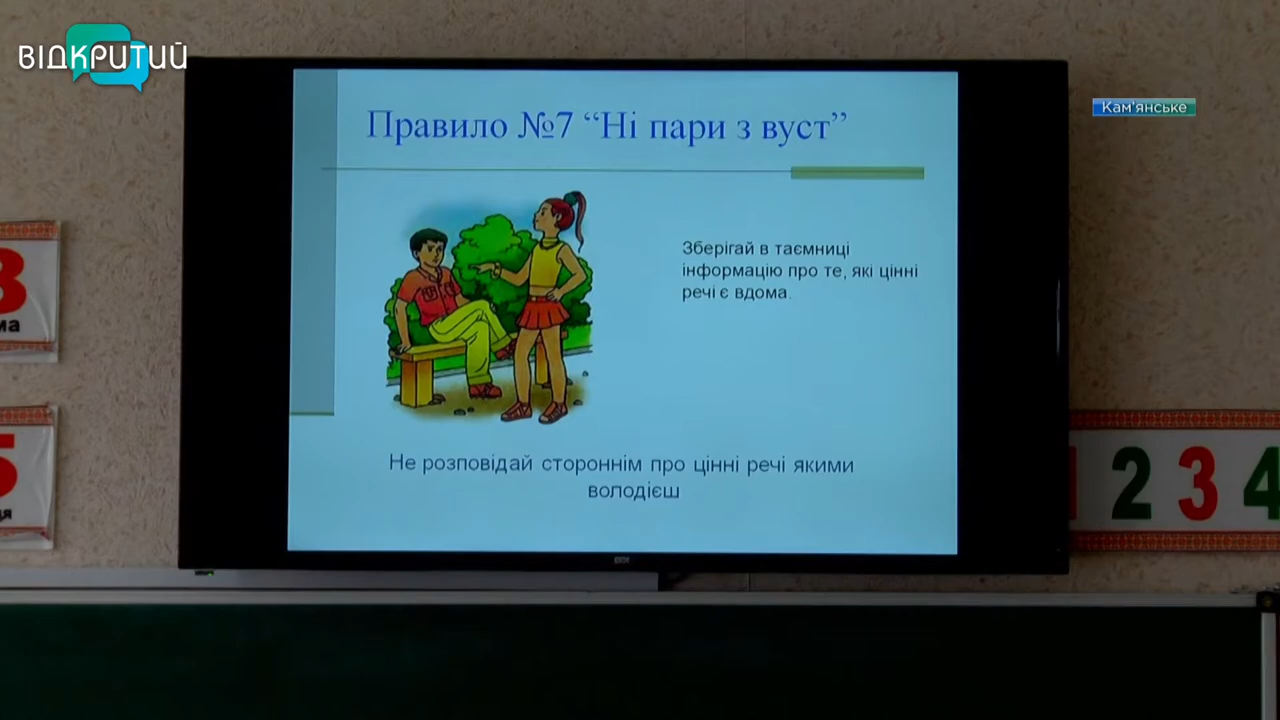 ВІДКРИТИЙ
Кам'янське
Правило №7 “Ні пари з вуст”
Зберігай в таємниці
інформацію про те, які цінні
речі є вдома.
Не розповідай стороннім про цінні речі якими
володієш
2 3 4